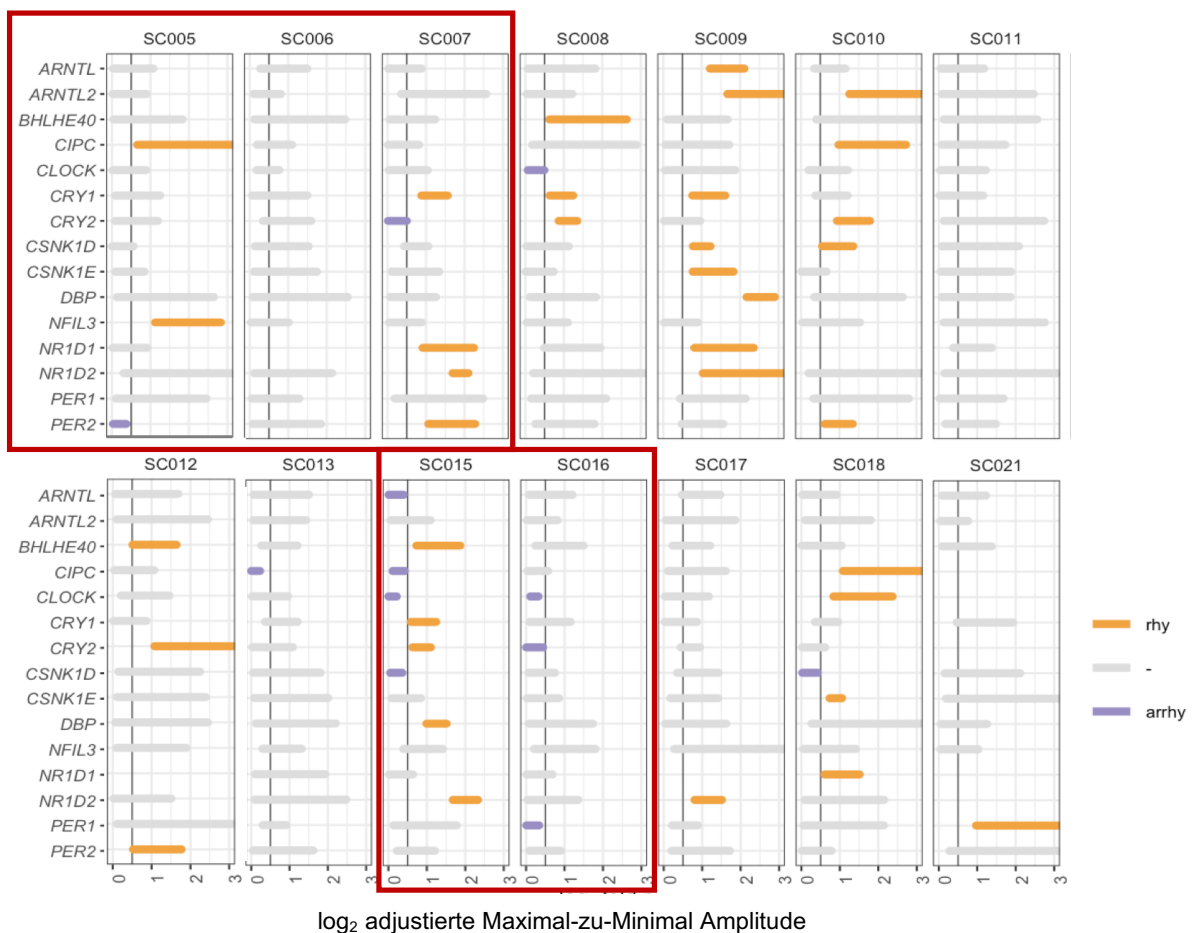 SC005 SC006 SC007 SC008 SC009 SC010 SC011
ARNTL
ARNTL2
BHLHE40
CIPC
CLOCK
CRY1
CRY2
CSNK1D
CSNK1E
DBP
NFIL3
NR1D1
NR1D2
PER1
PER2
SC012 SC013 SC015 SC016 SC017 SC018 SC021
ARNTL
ARNTL2
BHLHE40
CIPC
CLOCK
CRY1
CRY2
CSNK1D
CSNK1E
DBP
NFIL3
NR1D1
NR1D2
PER1
PER2
rhy
-
arrhy
0 1 2 3 0 1 2 3 0 1 2 3 0 1 2 3 0 1 2 3 0 1 2 3 0 1 2 3
log₂ adjustierte Maximal-zu-Minimal Amplitude